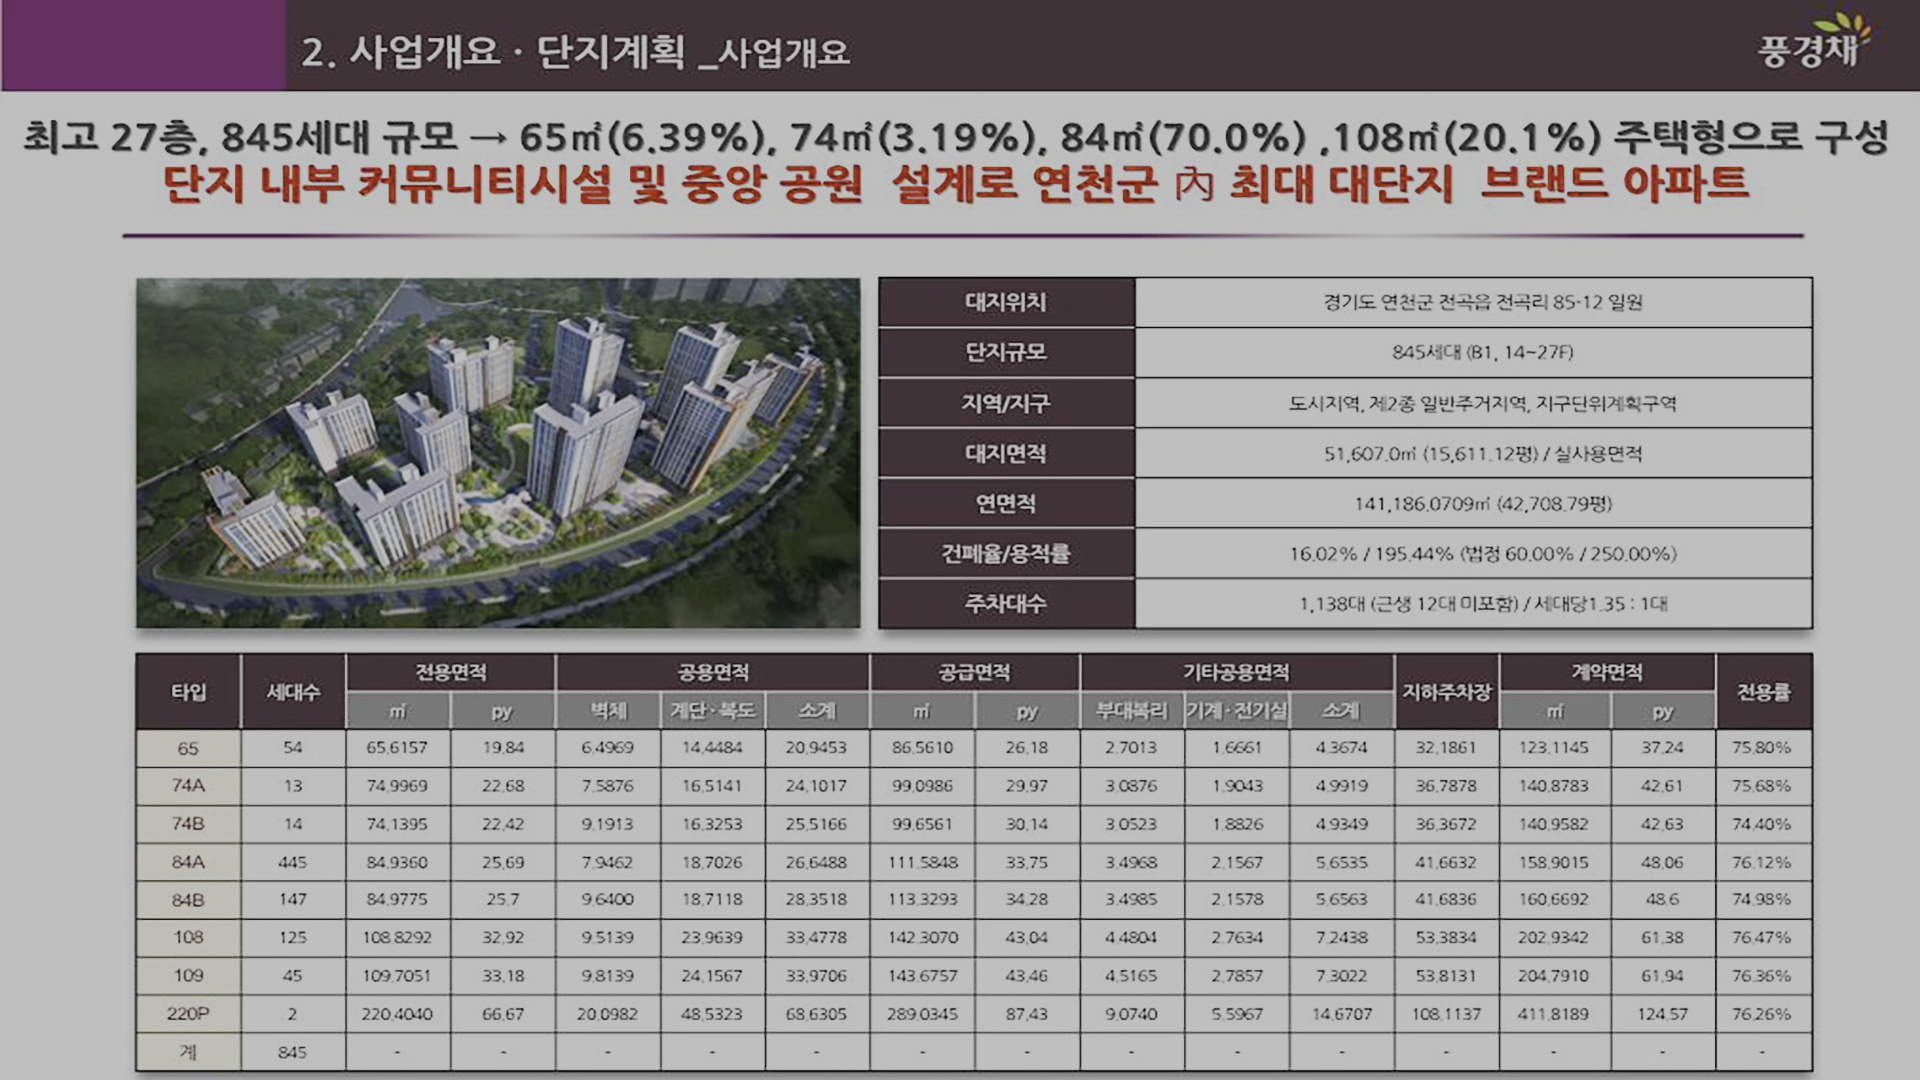 2. 사업개요 · 단지계획 _사업개요
풍경채
최고 27층, 845세대 규모 → 65㎡(6.39%), 74㎡(3.19%), 84㎡(70.0%) ,108㎡(20.1%) 주택형으로 구성
단지 내부 커뮤니티시설 및 중앙 공원 설계로 연천군 內 최대 대단지 브랜드 아파트
대지위치 경기도 연천군 전곡읍 전곡리 85-12 일원
단지규모 845세대 (B1, 14~27F)
지역/지구 도시지역, 제2종 일반주거지역, 지구단위계획구역
대지면적 51,607.0㎡ (15,611.12평) / 실사용면적
연면적 141,186.0709㎡ (42,708.79평)
건폐율/용적률 16.02% / 195.44% (법정 60.00% / 250.00%)
주차대수 1,138대 (근생 12대 미포함) / 세대당1.35 : 1대
타입 세대수 전용면적 공용면적 공급면적 기타공용면적 지하주차장 계약면적 전용률
㎡ py 벽체 계단·복도 소계 ㎡ py 부대복리 기계·전기실 소계 ㎡ py
65 54 65.6157 19.84 6.4969 14.4484 20.9453 86.5610 26.18 2.7013 1.6661 4.3674 32.1861 123.1145 37.24 75.80%
74A 13 74.9969 22.68 7.5876 16.5141 24.1017 99.0986 29.97 3.0876 1.9043 4.9919 36.7878 140.8783 42.61 75.68%
74B 14 74.1395 22.42 9.1913 16.3253 25.5166 99.6561 30.14 3.0523 1.8826 4.9349 36.3672 140.9582 42.63 74.40%
84A 445 84.9360 25.69 7.9462 18.7026 26.6488 111.5848 33.75 3.4968 2.1567 5.6535 41.6632 158.9015 48.06 76.12%
84B 147 84.9775 25.7 9.6400 18.7118 28.3518 113.3293 34.28 3.4985 2.1578 5.6563 41.6836 160.6692 48.6 74.98%
108 125 108.8292 32.92 9.5139 23.9639 33.4778 142.3070 43.04 4.4804 2.7634 7.2438 53.3834 202.9342 61.38 76.47%
109 45 109.7051 33.18 9.8139 24.1567 33.9706 143.6757 43.46 4.5165 2.7857 7.3022 53.8131 204.7910 61.94 76.36%
220P 2 220.4040 66.67 20.0982 48.5323 68.6305 289.0345 87.43 9.0740 5.5967 14.6707 108.1137 411.8189 124.57 76.26%
계 845 - - - - - - - - - - - - - -